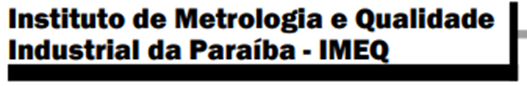 Instituto de Metrologia e Qualidade
Industrial da Paraíba - IMEQ